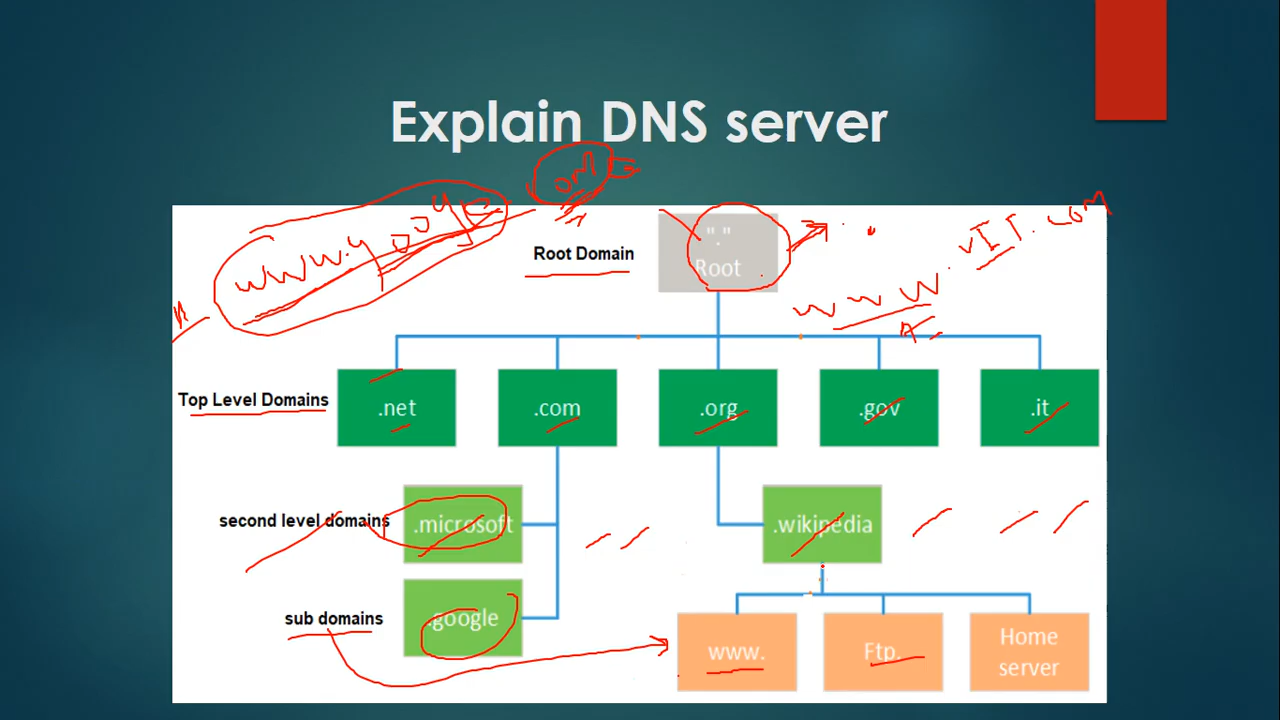 Explain DNS server
www.google
om
Root Domain
"."
Root
www.vIT.com
Top Level Domains
.net
.com
.org
.gov
.it
second level domains
.microsoft
.wikipedia
sub domains
.google
www.
Ftp.
Home
server